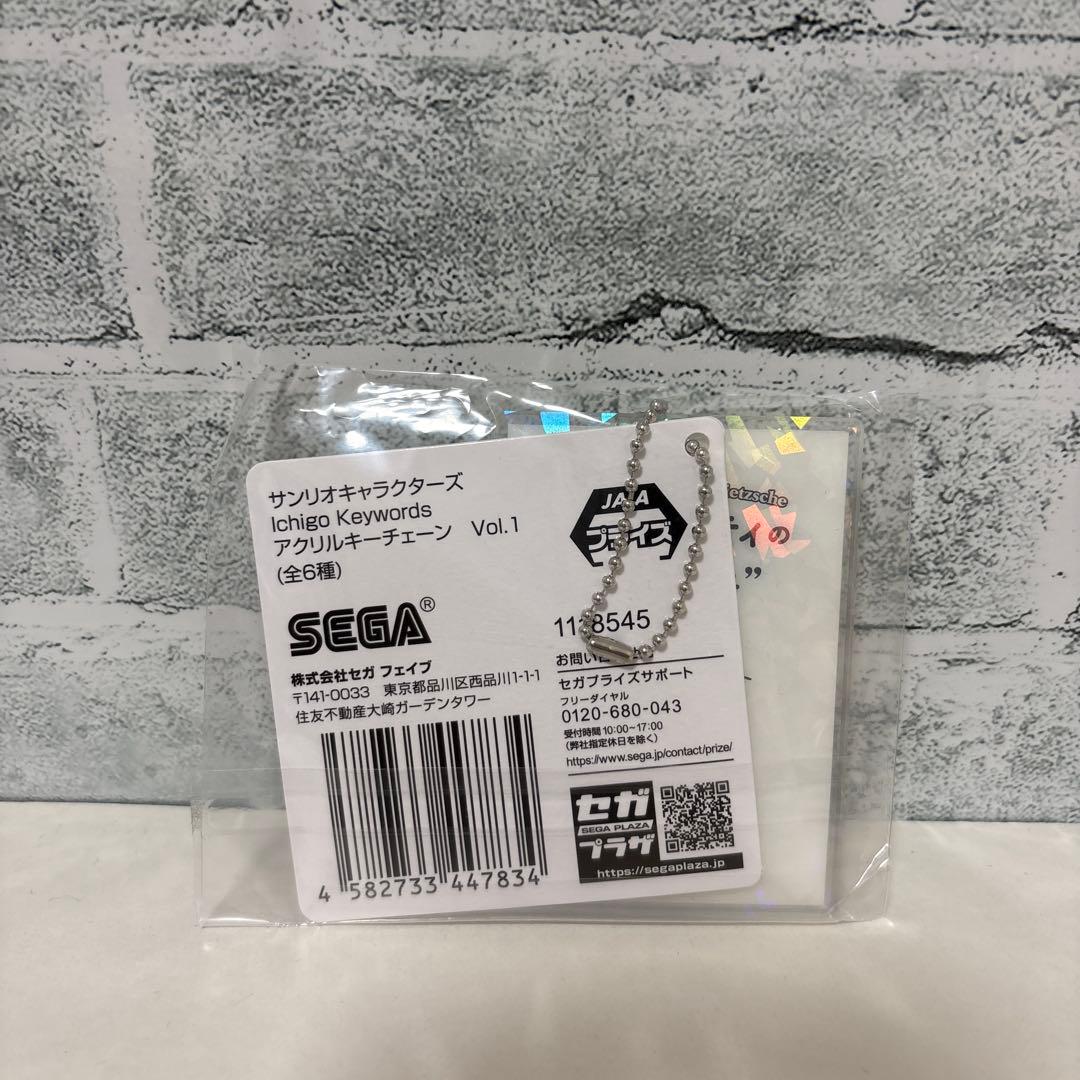 サンリオキャラクターズ
Ichigo Keywords
アクリルキーチェーン Vol.1
(全6種)
SEGA®
株式会社セガ フェイブ
〒141-0033 東京都品川区西品川1-1-1
住友不動産大崎ガーデンタワー
4 582733 447834
JAIA
プライズ
セガプライズサポート
フリーダイヤル
0120-680-043
受付時間10:00~17:00
(弊社指定休日を除く)
https://www.sega.jp/contact/prize/
セガ
SEGA PLAZA
プラザ
https://segaplaza.jp
ィの